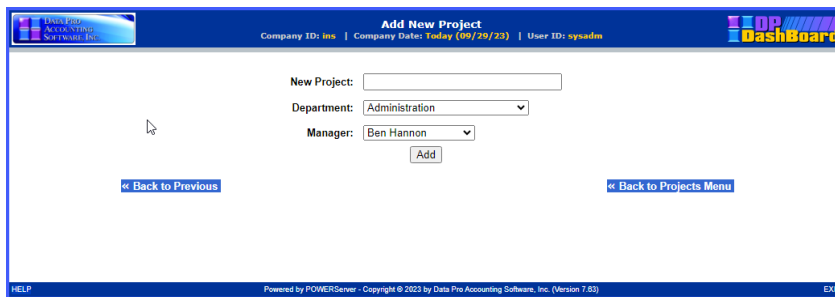 DATA PRO
ACCOUNTING
SOFTWARE, INC.
Add New Project
Company ID: ins | Company Date: Today (09/29/23) | User ID: sysadm
DP
DashBoard
New Project:
Department: Administration
Manager: Ben Hannon
Add
« Back to Previous
« Back to Projects Menu
HELP
Powered by POWERServer - Copyright © 2023 by Data Pro Accounting Software, Inc. (Version 7.63)
EX